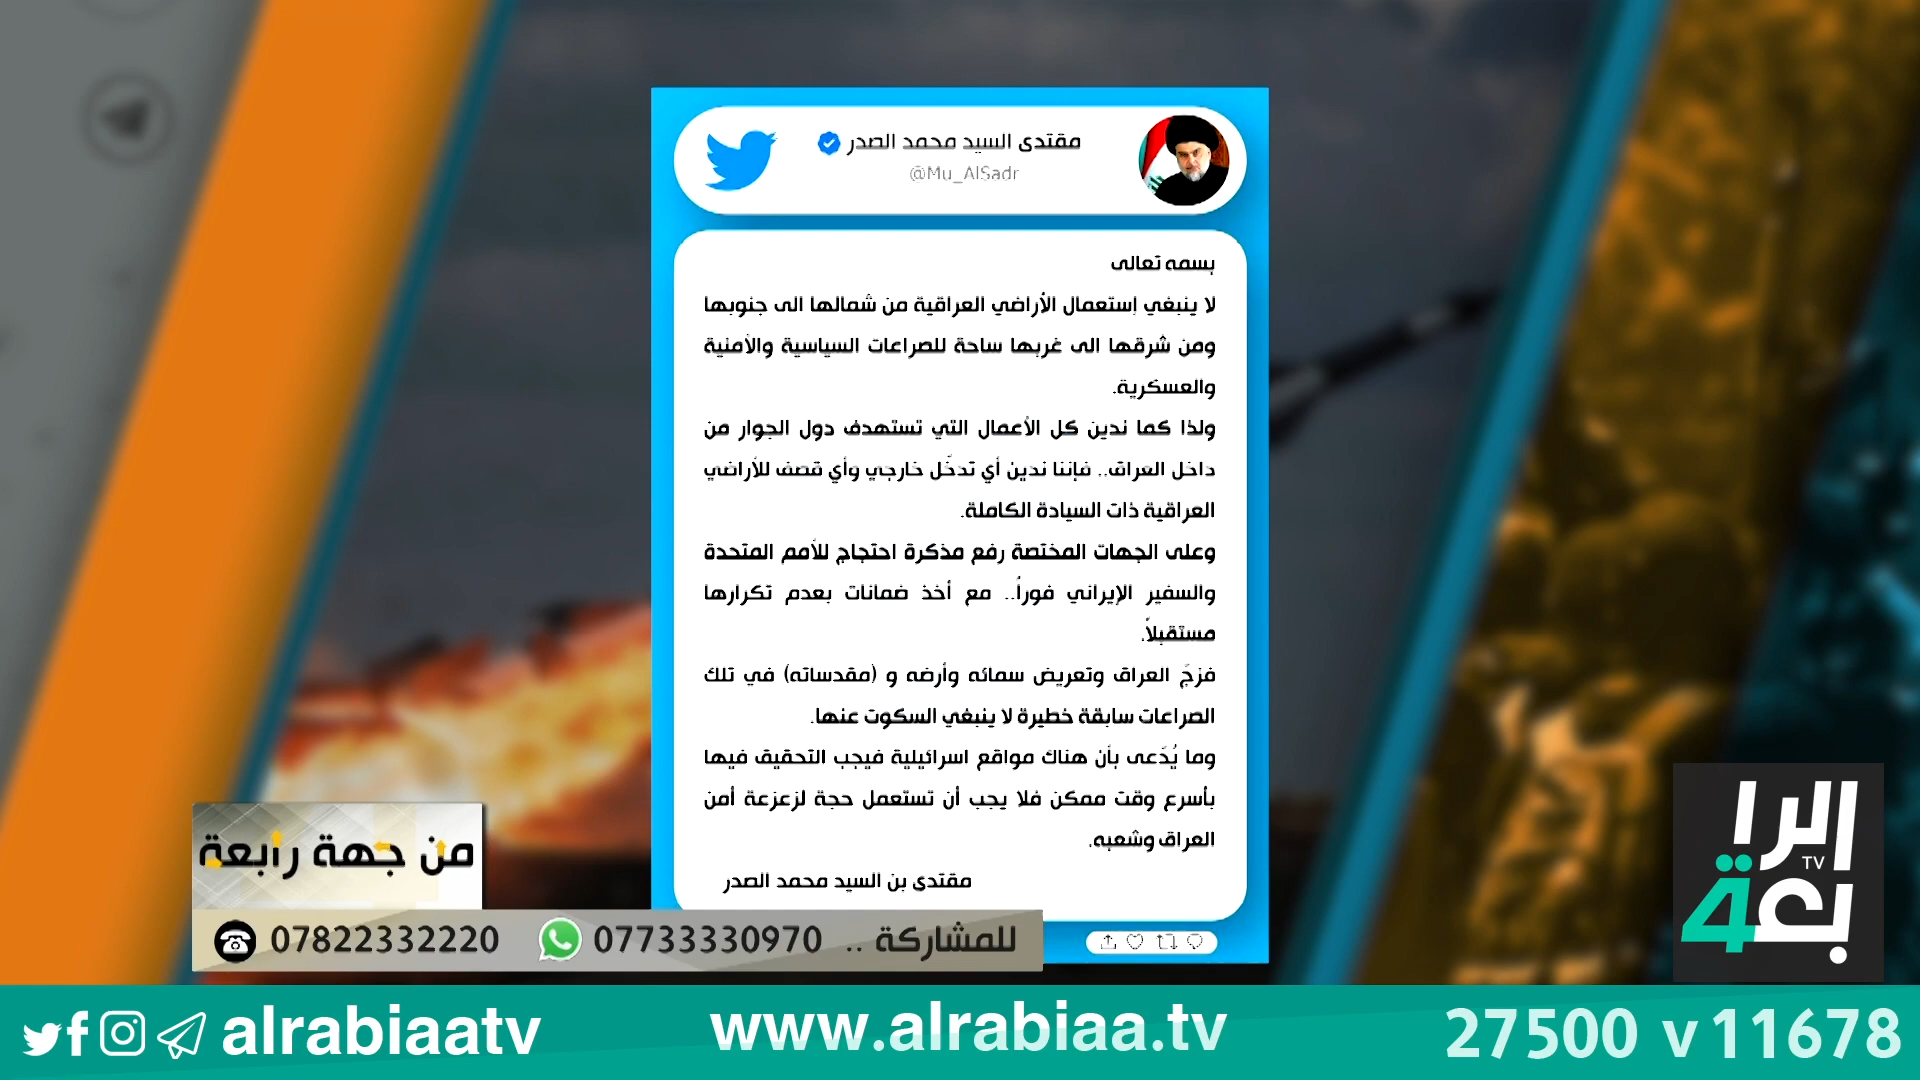 مقتدى السيد محمد الصدر
@Mu_AlSadr
بسمه تعالى
لا ينبغي إستعمال الأراضي العراقية من شمالها الى جنوبها
ومن شرقها الى غربها ساحة للصراعات السياسية والأمنية
والعسكرية.
ولذا كما ندين كل الأعمال التي تستهدف دول الجوار من
داخل العراق.. فإننا ندين أي تدخّل خارجي وأي قصف للأراضي
العراقية ذات السيادة الكاملة.
وعلى الجهات المختصة رفع مذكرة احتجاج للأمم المتحدة
والسفير الإيراني فوراً.. مع أخذ ضمانات بعدم تكرارها
مستقبلاً.
فزجّ العراق وتعريض سمائه وأرضه و (مقدساته) في تلك
الصراعات سابقة خطيرة لا ينبغي السكوت عنها.
وما يُدّعى بأن هناك مواقع اسرائيلية فيجب التحقيق فيها
بأسرع وقت ممكن فلا يجب أن تستعمل حجة لزعزعة أمن
العراق وشعبه.
مقتدى بن السيد محمد الصدر
من جهة رابعة
للمشاركة .. 07733330970 07822332220
الرابعة 4 TV
alrabiaatv
www.alrabiaa.tv
27500 v 11678